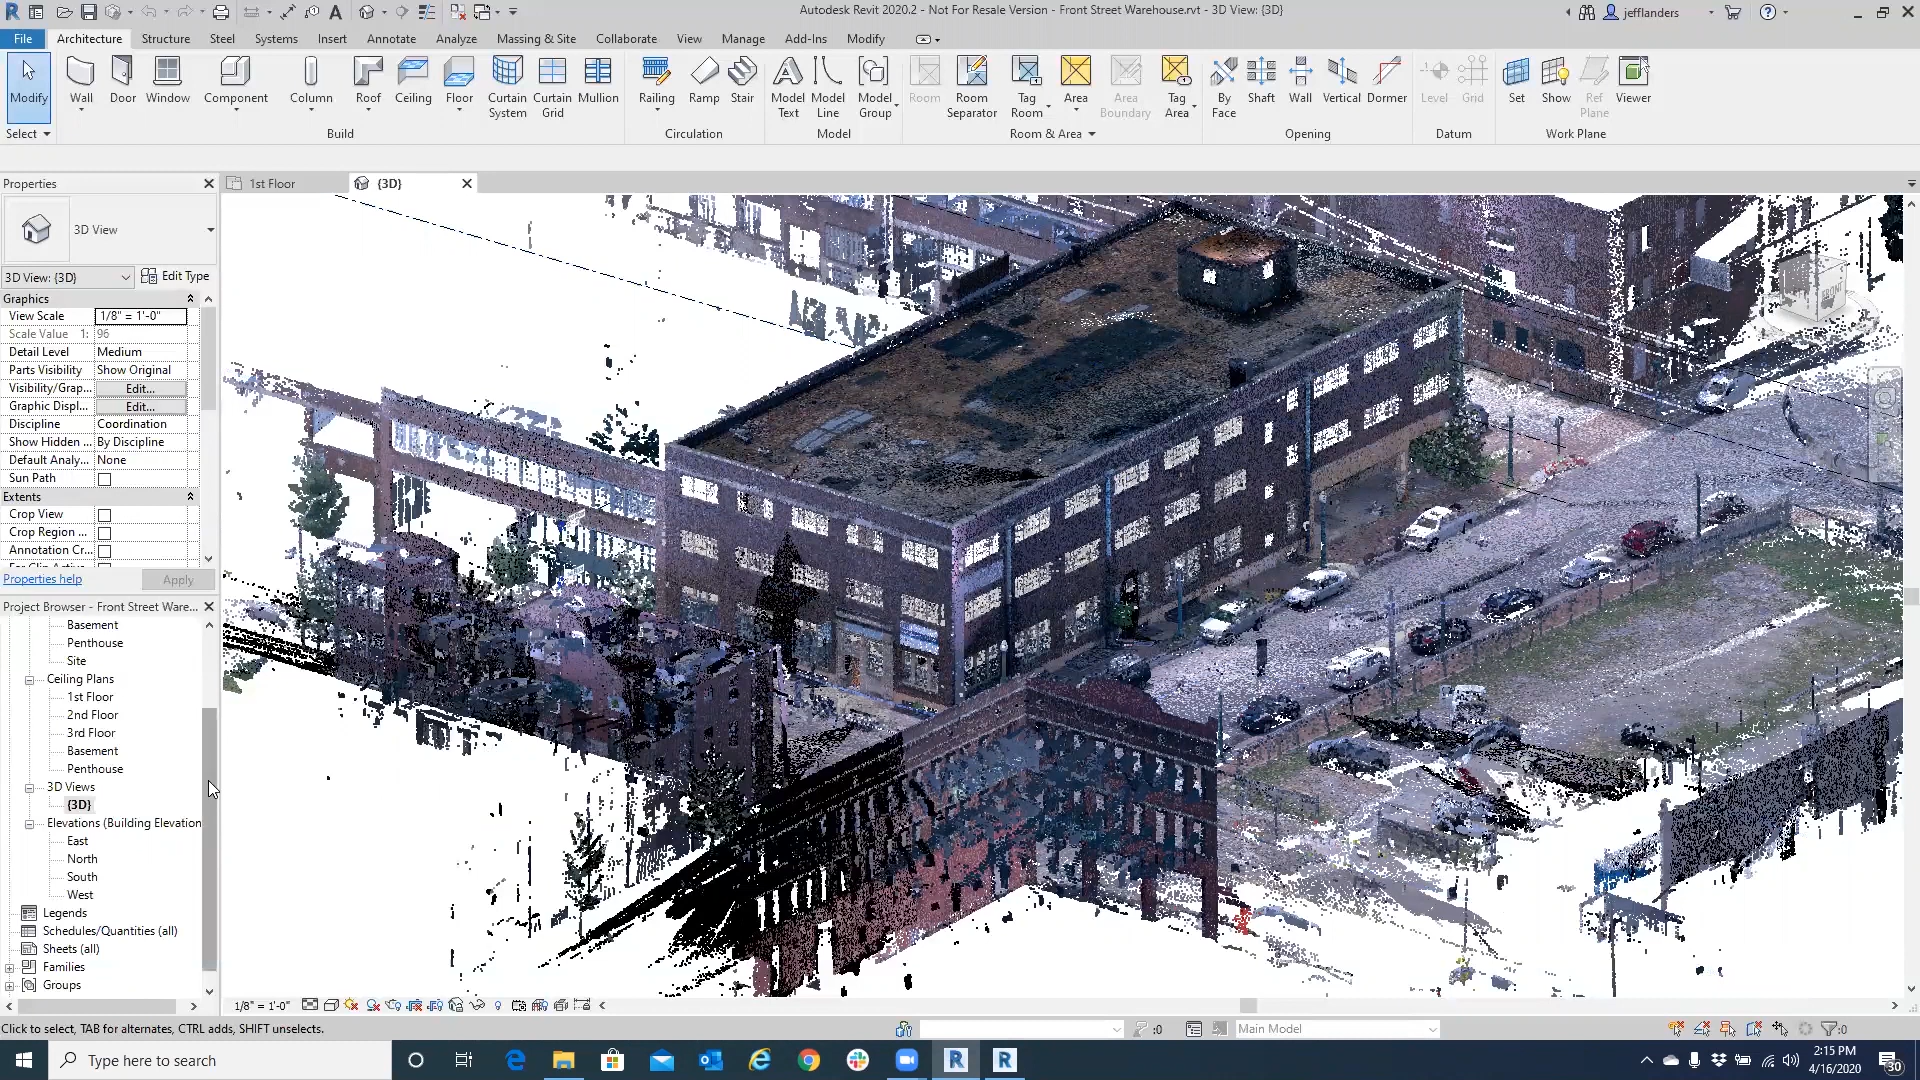 Autodesk Revit 2020.2 - Not For Resale Version - Front Street Warehouse.rvt - 3D View: {3D}
jefflanders
File
Architecture
Structure
Steel
Systems
Insert
Annotate
Analyze
Massing & Site
Collaborate
View
Manage
Add-Ins
Modify
Modify
Wall
Door
Window
Component
Column
Roof
Ceiling
Floor
Curtain System
Curtain Grid
Mullion
Railing
Ramp
Stair
Model Text
Model Line
Model Group
Room
Room Separator
Tag Room
Area
Area Boundary
Tag Area
By Face
Shaft
Wall
Vertical
Dormer
Level
Grid
Set
Show
Ref Plane
Viewer
Select
Build
Circulation
Model
Room & Area
Opening
Datum
Work Plane
Properties
1st Floor
{3D}
3D View
3D View: {3D}
Edit Type
Graphics
View Scale 1/8" = 1'-0"
Scale Value 1: 96
Detail Level Medium
Parts Visibility Show Original
Visibility/Grap... Edit...
Graphic Displ... Edit...
Discipline Coordination
Show Hidden ... By Discipline
Default Analy... None
Sun Path
Extents
Crop View
Crop Region ...
Annotation Cr...
Properties help
Apply
Project Browser - Front Street Ware...
Basement
Penthouse
Site
Ceiling Plans
1st Floor
2nd Floor
3rd Floor
Basement
Penthouse
3D Views
{3D}
Elevations (Building Elevation
East
North
South
West
Legends
Schedules/Quantities (all)
Sheets (all)
Families
Groups
FRONT
1/8" = 1'-0"
Click to select, TAB for alternates, CTRL adds, SHIFT unselects.
:0
Main Model
:0
Type here to search
2:15 PM
4/16/2020
30